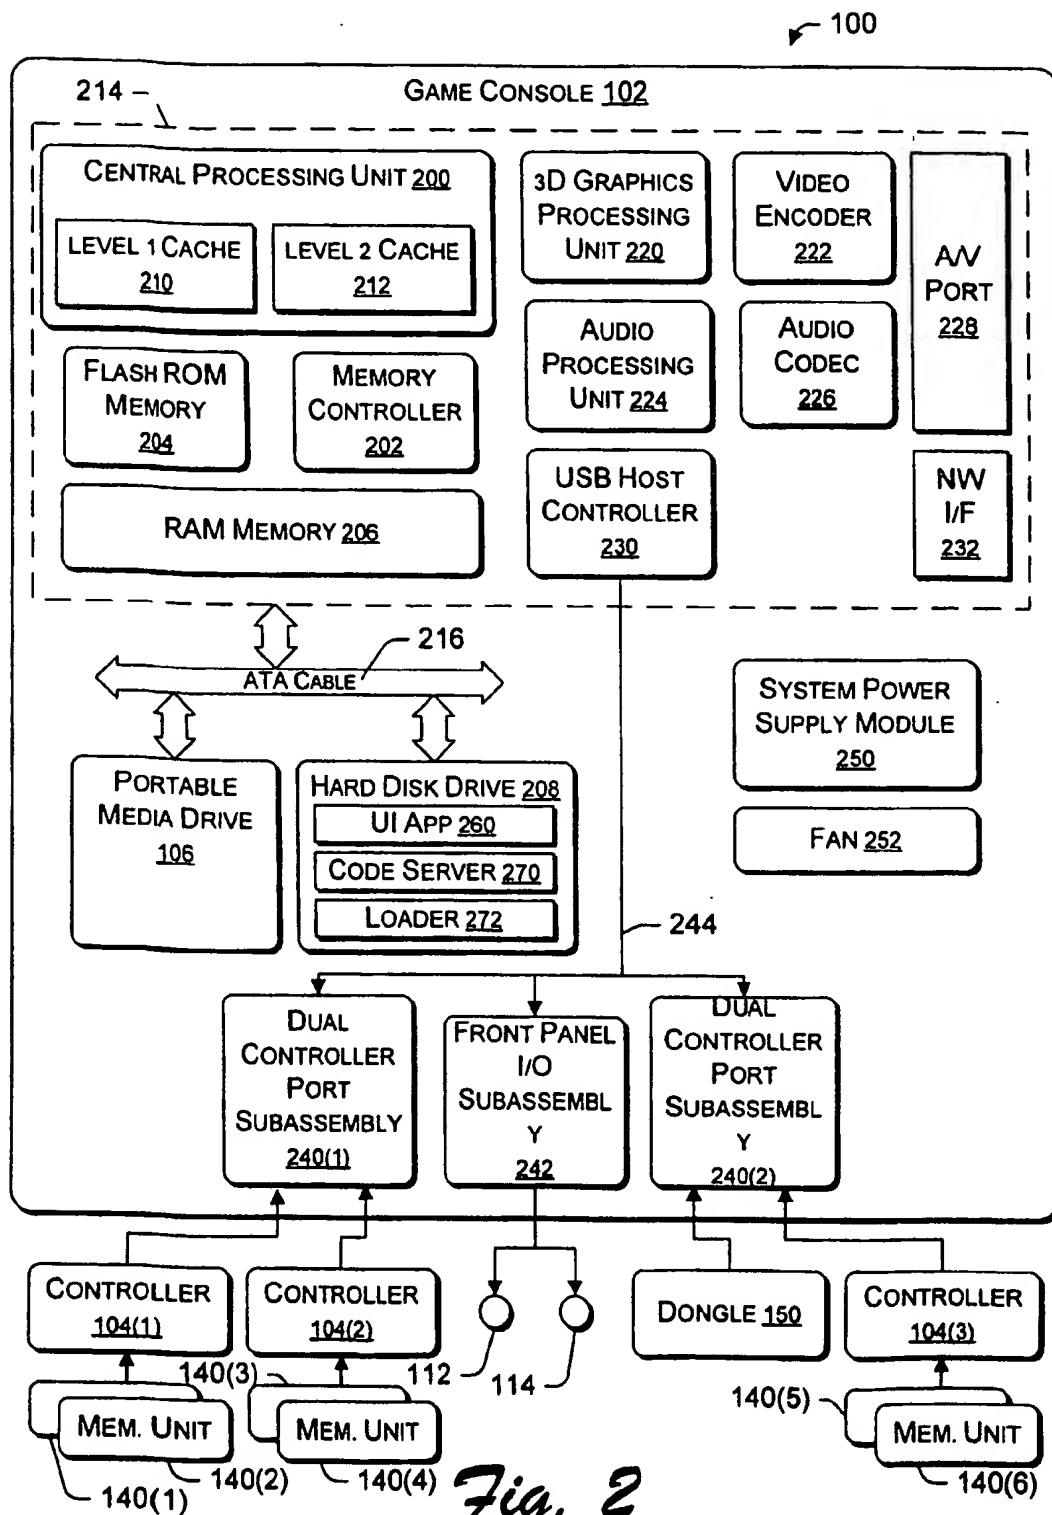 100
GAME CONSOLE 102
214
CENTRAL PROCESSING UNIT 200
LEVEL 1 CACHE
210
LEVEL 2 CACHE
212
3D GRAPHICS
PROCESSING
UNIT 220
VIDEO
ENCODER
222
A/V
PORT
228
FLASH ROM
MEMORY
204
MEMORY
CONTROLLER
202
AUDIO
PROCESSING
UNIT 224
AUDIO
CODEC
226
RAM MEMORY 206
USB HOST
CONTROLLER
230
NW
I/F
232
216
ATA CABLE
SYSTEM POWER
SUPPLY MODULE
250
PORTABLE
MEDIA DRIVE
106
HARD DISK DRIVE 208
UI APP 260
CODE SERVER 270
LOADER 272
FAN 252
244
DUAL
CONTROLLER
PORT
SUBASSEMBLY
240(1)
FRONT PANEL
I/O
SUBASSEMBL
Y
242
DUAL
CONTROLLER
PORT
SUBASSEMBL
Y
240(2)
CONTROLLER
104(1)
CONTROLLER
104(2)
112
114
DONGLE 150
CONTROLLER
104(3)
140(3)
140(5)
MEM. UNIT
MEM. UNIT
MEM. UNIT
140(1)
140(2)
140(4)
140(6)
Fig. 2